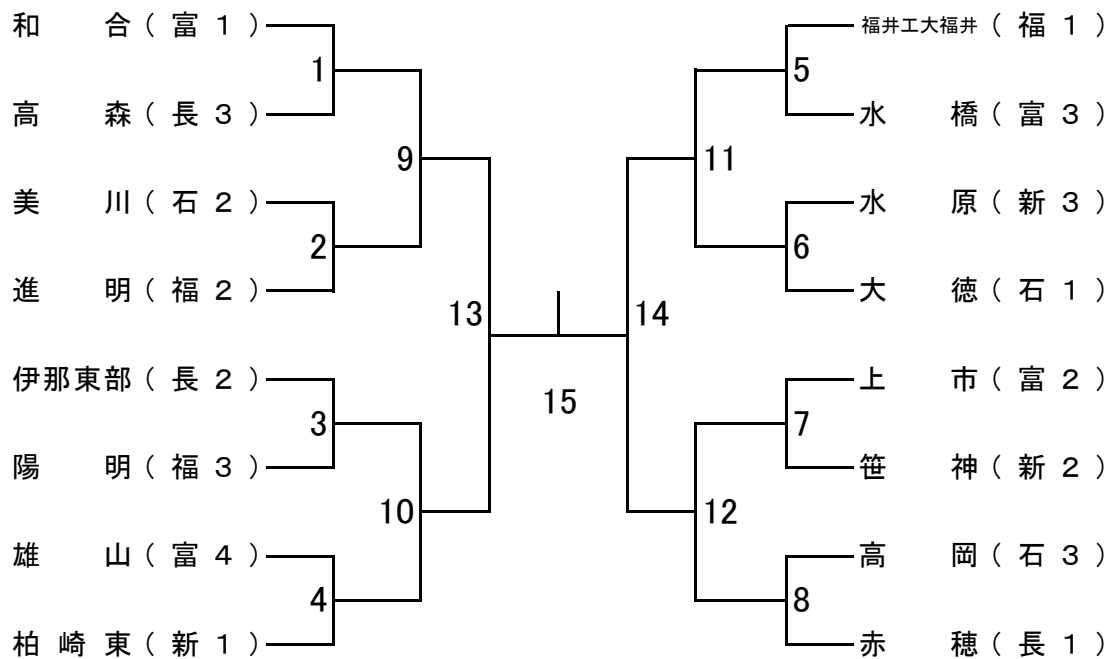 和合（富１）
1
高森（長３）
9
美川（石２）
2
進明（福２）
13
伊那東部（長２）
3
陽明（福３）
10
雄山（富４）
4
柏崎東（新１）
15
福井工大福井（福１）
5
水橋（富３）
11
水原（新３）
6
大徳（石１）
14
上市（富２）
7
笹神（新２）
12
高岡（石３）
8
赤穂（長１）